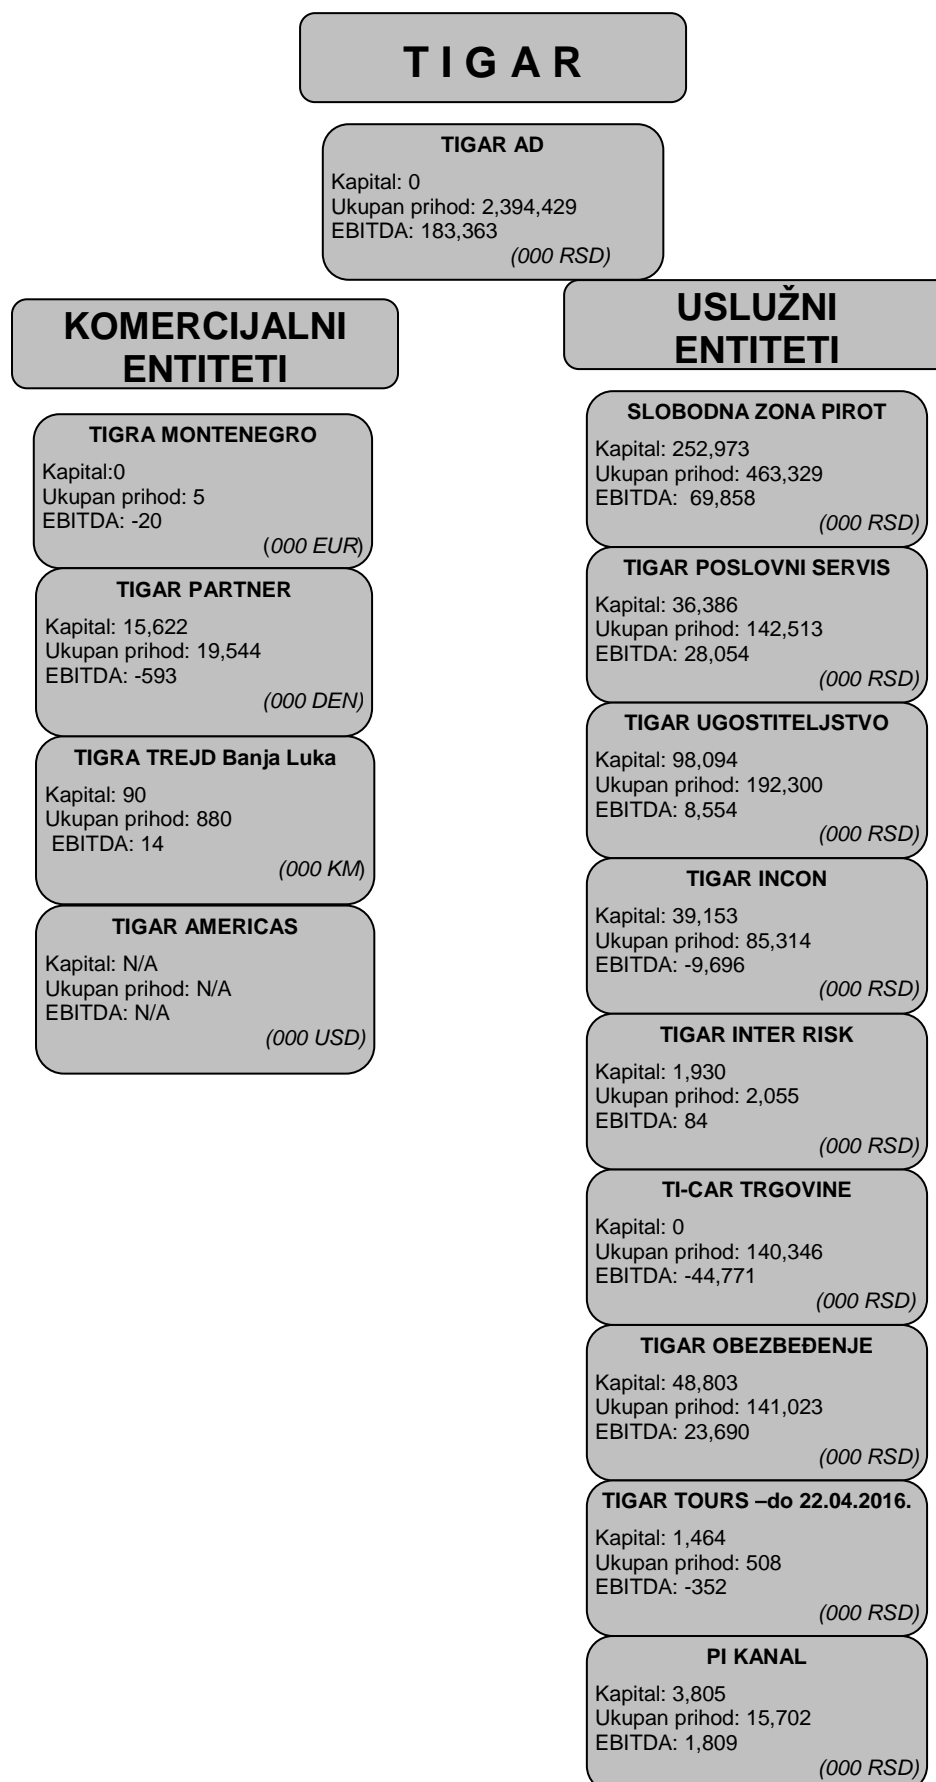 T I G A R
TIGAR AD
Kapital: 0
Ukupan prihod: 2,394,429
EBITDA: 183,363
(000 RSD)
KOMERCIJALNI
ENTITETI
TIGRA MONTENEGRO
Kapital:0
Ukupan prihod: 5
EBITDA: -20
(000 EUR)
TIGAR PARTNER
Kapital: 15,622
Ukupan prihod: 19,544
EBITDA: -593
(000 DEN)
TIGRA TREJD Banja Luka
Kapital: 90
Ukupan prihod: 880
EBITDA: 14
(000 KM)
TIGAR AMERICAS
Kapital: N/A
Ukupan prihod: N/A
EBITDA: N/A
(000 USD)
USLUŽNI
ENTITETI
SLOBODNA ZONA PIROT
Kapital: 252,973
Ukupan prihod: 463,329
EBITDA:  69,858
(000 RSD)
TIGAR POSLOVNI SERVIS
Kapital: 36,386
Ukupan prihod: 142,513
EBITDA: 28,054
(000 RSD)
TIGAR UGOSTITELJSTVO
Kapital: 98,094
Ukupan prihod: 192,300
EBITDA: 8,554
(000 RSD)
TIGAR INCON
Kapital: 39,153
Ukupan prihod: 85,314
EBITDA: -9,696
(000 RSD)
TIGAR INTER RISK
Kapital: 1,930
Ukupan prihod: 2,055
EBITDA: 84
(000 RSD)
TI-CAR TRGOVINE
Kapital: 0
Ukupan prihod: 140,346
EBITDA: -44,771
(000 RSD)
TIGAR OBEZBEĐENJE
Kapital: 48,803
Ukupan prihod: 141,023
EBITDA: 23,690
(000 RSD)
TIGAR TOURS –do 22.04.2016.
Kapital: 1,464
Ukupan prihod: 508
EBITDA: -352
(000 RSD)
PI KANAL
Kapital: 3,805
Ukupan prihod: 15,702
EBITDA: 1,809
(000 RSD)